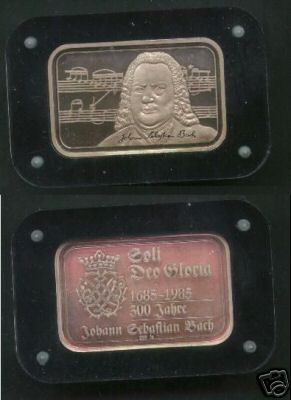 Johann Sebastian Bach
Soli
Deo Gloria
1685-1985
300 Jahre
Johann Sebastian Bach